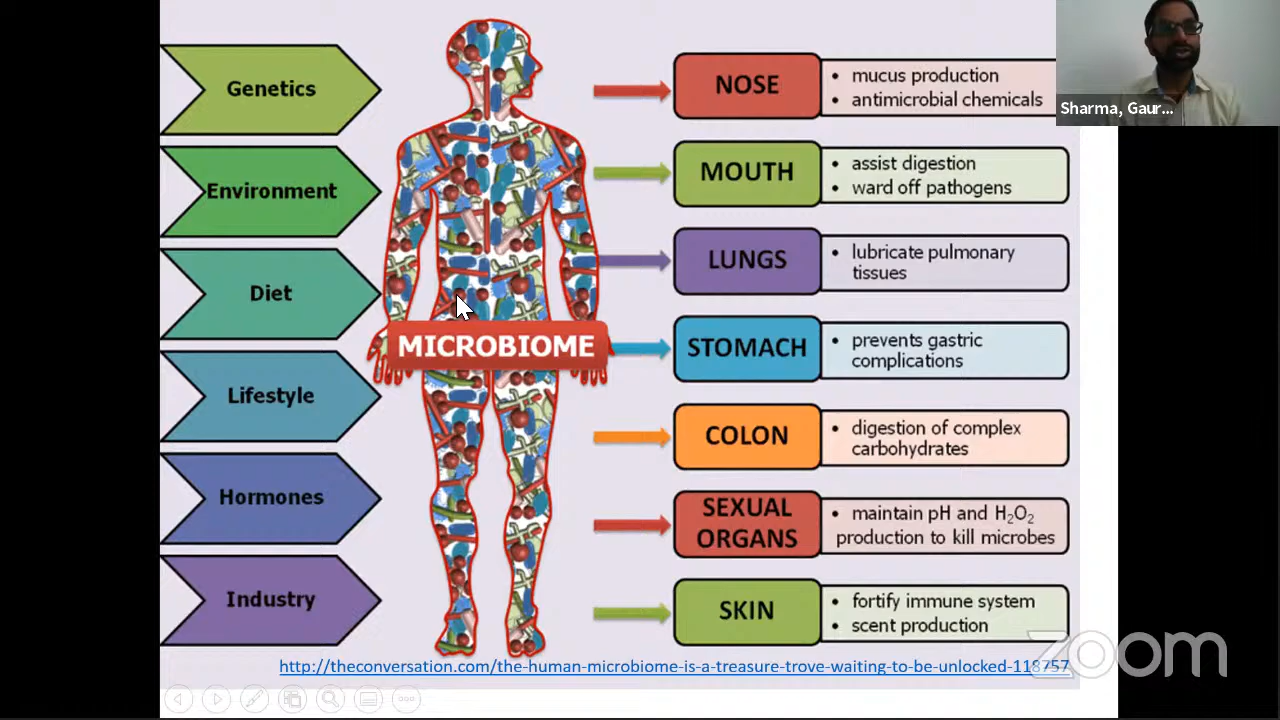 Genetics
Environment
Diet
Lifestyle
Hormones
Industry
MICROBIOME
NOSE
• mucus production
• antimicrobial chemicals
MOUTH
• assist digestion
• ward off pathogens
LUNGS
• lubricate pulmonary
tissues
STOMACH
• prevents gastric
complications
COLON
• digestion of complex
carbohydrates
SEXUAL
ORGANS
• maintain pH and H₂O₂
production to kill microbes
SKIN
• fortify immune system
• scent production
http://theconversation.com/the-human-microbiome-is-a-treasure-trove-waiting-to-be-unlocked-118757
Sharma, Gaur...
zoom